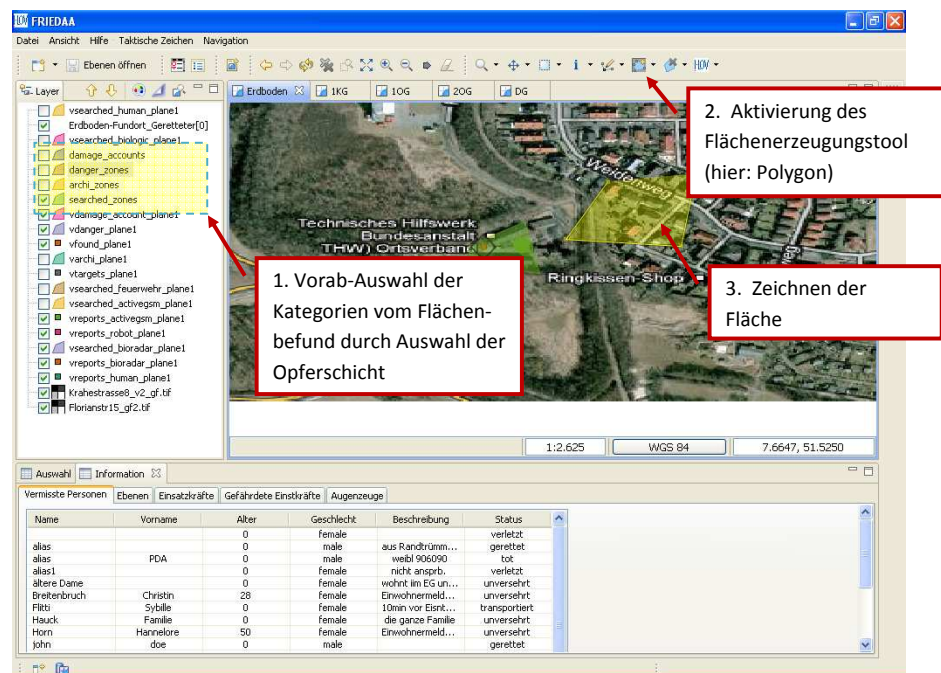 FRIEDAA
Datei Ansicht Hilfe Taktische Zeichen Navigation
Ebenen öffnen
HOV
Layer
vsearched_human_plane1
Erdboden-Fundort_Geretteter[0]
vsearched_biologic_plane1
damage_accounts
danger_zones
archi_zones
searched_zones
vdamage_account_plane1
vdanger_plane1
vfound_plane1
varchi_plane1
vtargets_plane1
vsearched_feuerwehr_plane1
vsearched_activegsm_plane1
vreports_activegsm_plane1
vreports_robot_plane1
vsearched_bioradar_plane1
vreports_bioradar_plane1
vreports_human_plane1
Krahestrasse8_v2_gf.tif
Florianstr15_gf2.tif
Erdboden 1KG 1OG 2OG DG
2. Aktivierung des
Flächenerzeugungstool
(hier: Polygon)
Weidenweg
Technisches Hilfswerk
Bundesanstalt
THW) Ortsverband
Ringkissen-Shop
1. Vorab-Auswahl der
Kategorien vom Flächen-
befund durch Auswahl der
Opferschicht
3. Zeichnen der
Fläche
1:2.625 WGS 84 7.6647, 51.5250
Auswahl Information
Vermisste Personen Ebenen Einsatzkräfte Gefährdete Einstkräfte Augenzeuge
Name Vorname Alter Geschlecht Beschreibung Status
0 female verletzt
alias 0 male aus Randtrümm... gerettet
alias PDA 0 male weibl 906090 tot
alias1 0 female nicht ansprb. verletzt
ältere Dame 0 female wohnt iim EG un... unversehrt
Breitenbruch Christin 28 female Einwohnermeld... unversehrt
Flitti Sybille 0 female 10min vor Eisnt... transportiert
Hauck Familie 0 female die ganze Familie unversehrt
Horn Hannelore 50 female Einwohnermeld... unversehrt
john doe 0 male gerettet